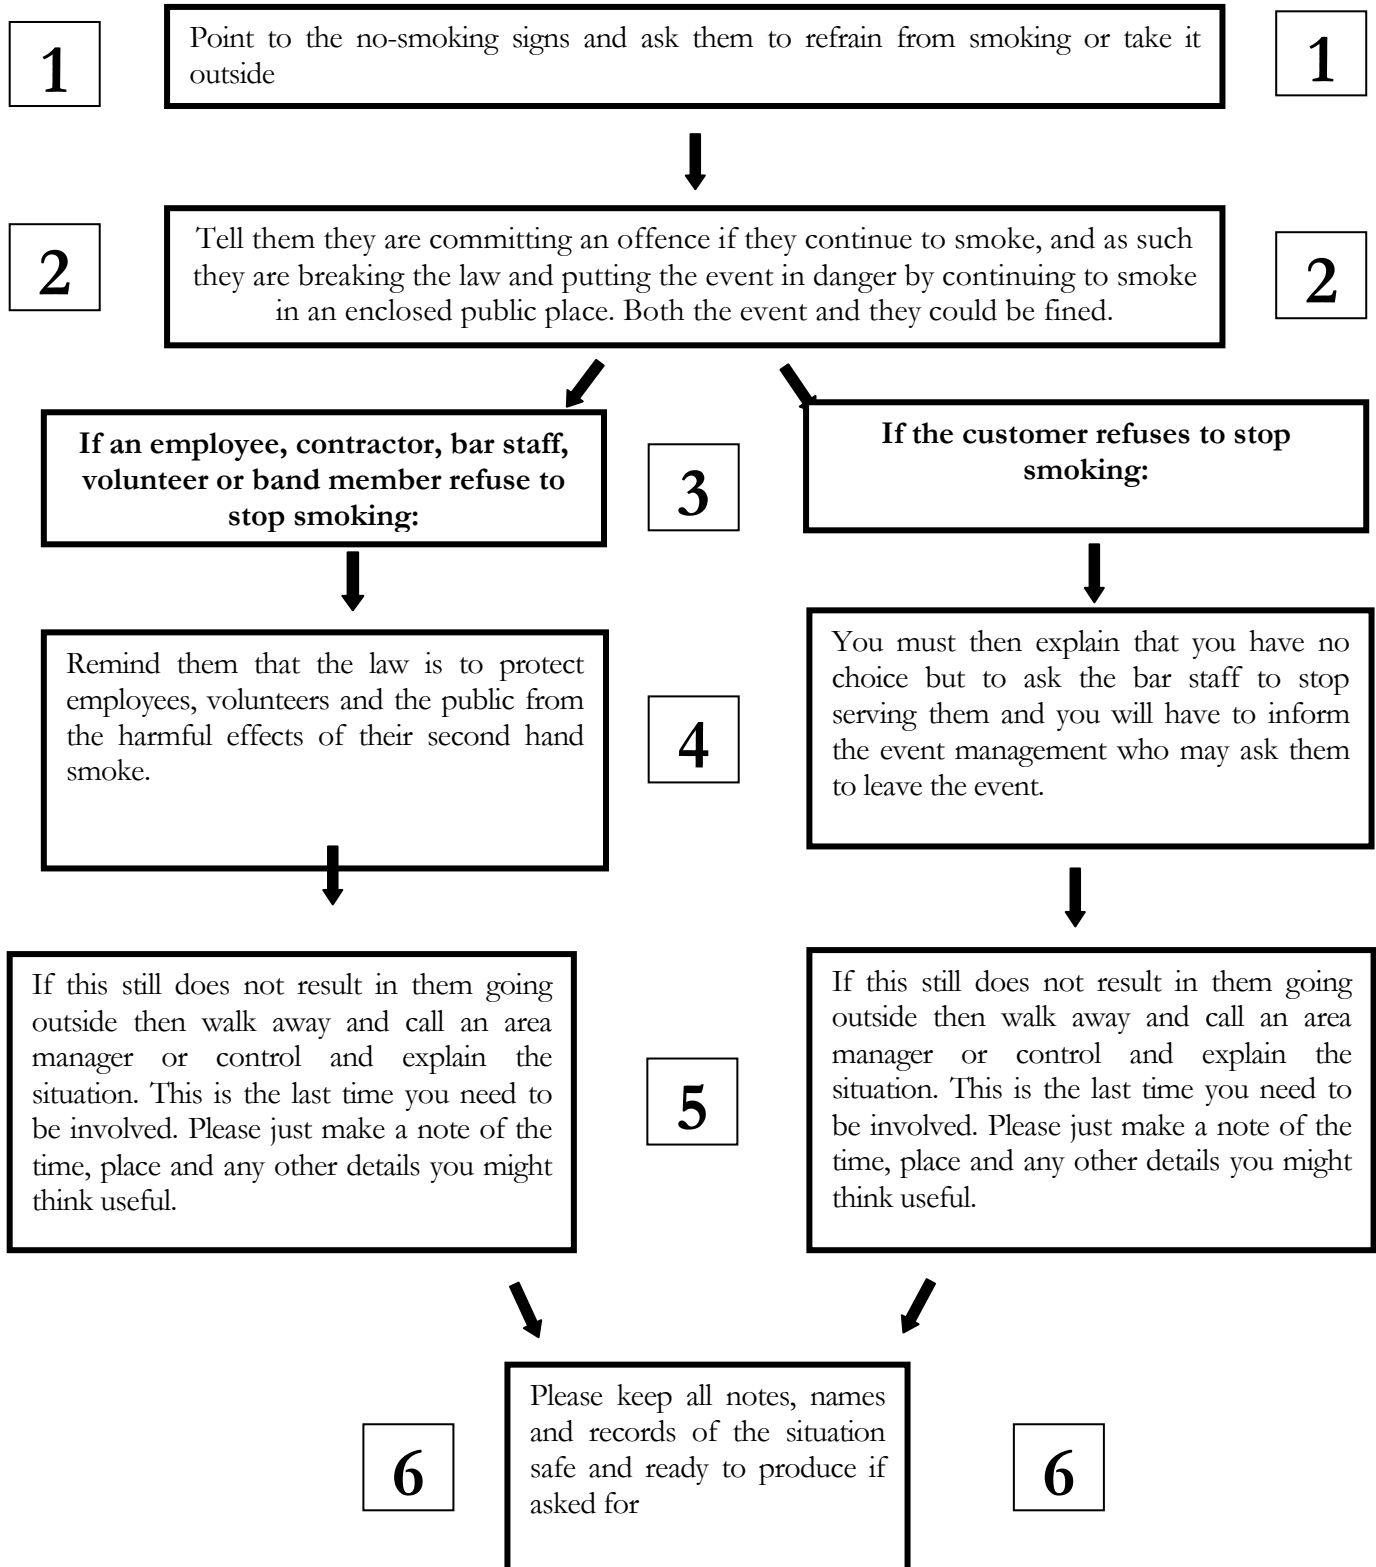 1
Point to the no-smoking signs and ask them to refrain from smoking or take it
outside
1
2
Tell them they are committing an offence if they continue to smoke, and as such
they are breaking the law and putting the event in danger by continuing to smoke
in an enclosed public place. Both the event and they could be fined.
2
If an employee, contractor, bar staff,
volunteer or band member refuse to
stop smoking:
3
If the customer refuses to stop
smoking:
Remind them that the law is to protect
employees, volunteers and the public from
the harmful effects of their second hand
smoke.
4
You must then explain that you have no
choice but to ask the bar staff to stop
serving them and you will have to inform
the event management who may ask them
to leave the event.
If this still does not result in them going
outside then walk away and call an area
manager or control and explain the
situation. This is the last time you need to
be involved. Please just make a note of the
time, place and any other details you might
think useful.
5
If this still does not result in them going
outside then walk away and call an area
manager or control and explain the
situation. This is the last time you need to
be involved. Please just make a note of the
time, place and any other details you might
think useful.
6
Please keep all notes, names
and records of the situation
safe and ready to produce if
asked for
6